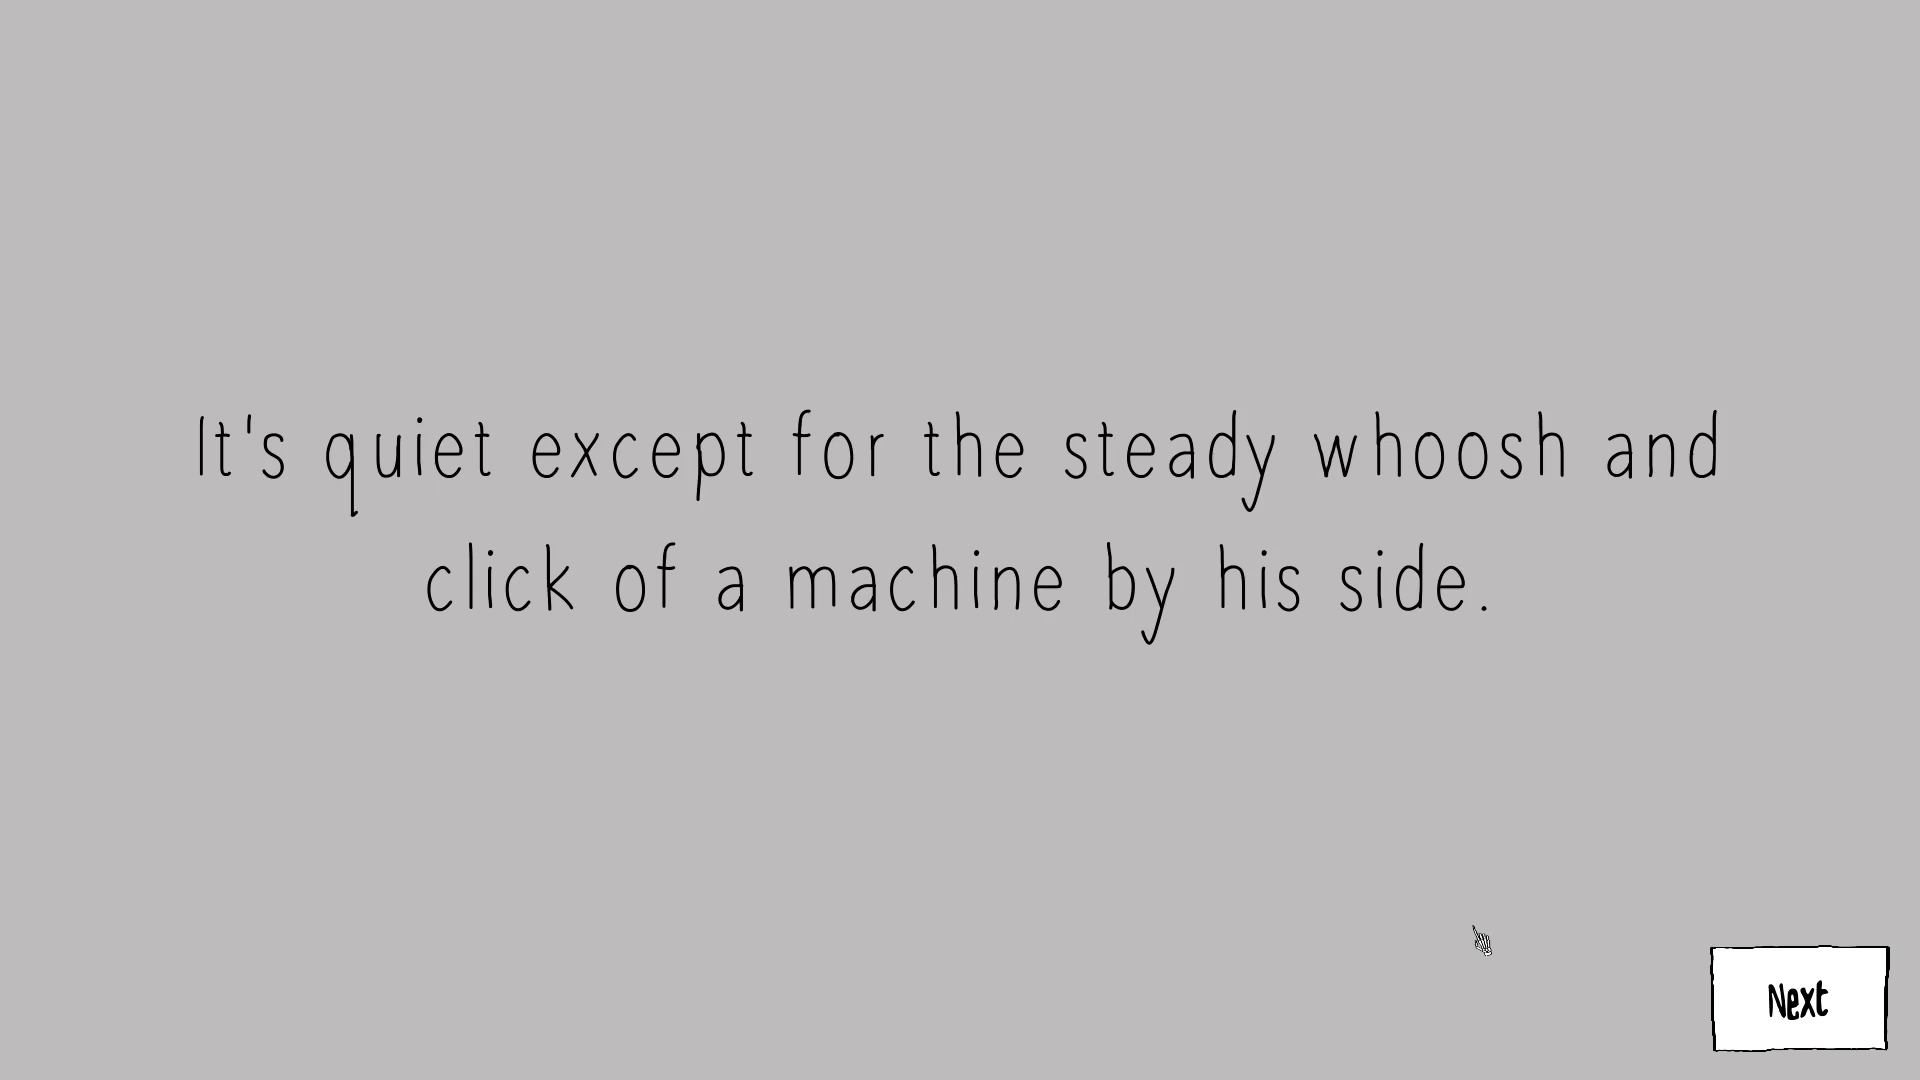 It's quiet except for the steady whoosh and
click of a machine by his side.
Next